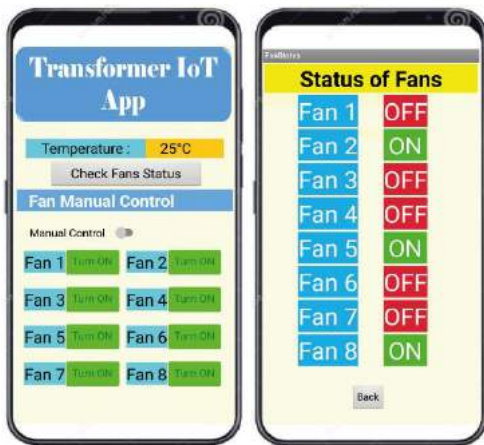 Transformer IoT
App
Temperature : 25°C
Check Fans Status
Fan Manual Control
Manual Control
Fan 1 Turn ON Fan 2 Turn ON
Fan 3 Turn ON Fan 4 Turn ON
Fan 5 Turn ON Fan 6 Turn ON
Fan 7 Turn ON Fan 8 Turn ON
FanStatus
Status of Fans
Fan 1 OFF
Fan 2 ON
Fan 3 OFF
Fan 4 OFF
Fan 5 ON
Fan 6 OFF
Fan 7 OFF
Fan 8 ON
Back